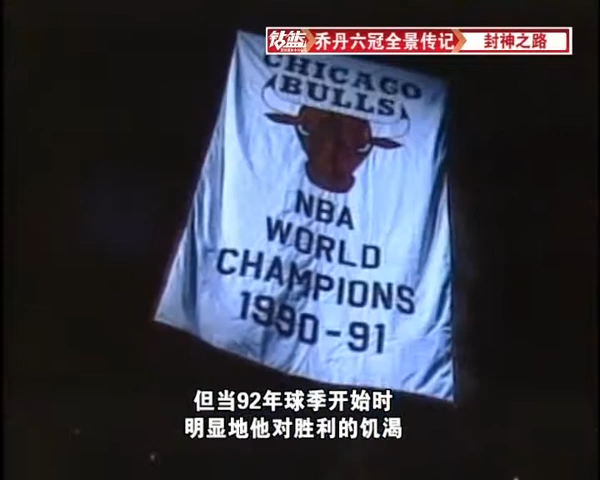 钻篮 乔丹六冠全景传记 封神之路
CHICAGO
BULLS
NBA
WORLD
CHAMPIONS
1990-91
但当92年球季开始时
明显地他对胜利的饥渴